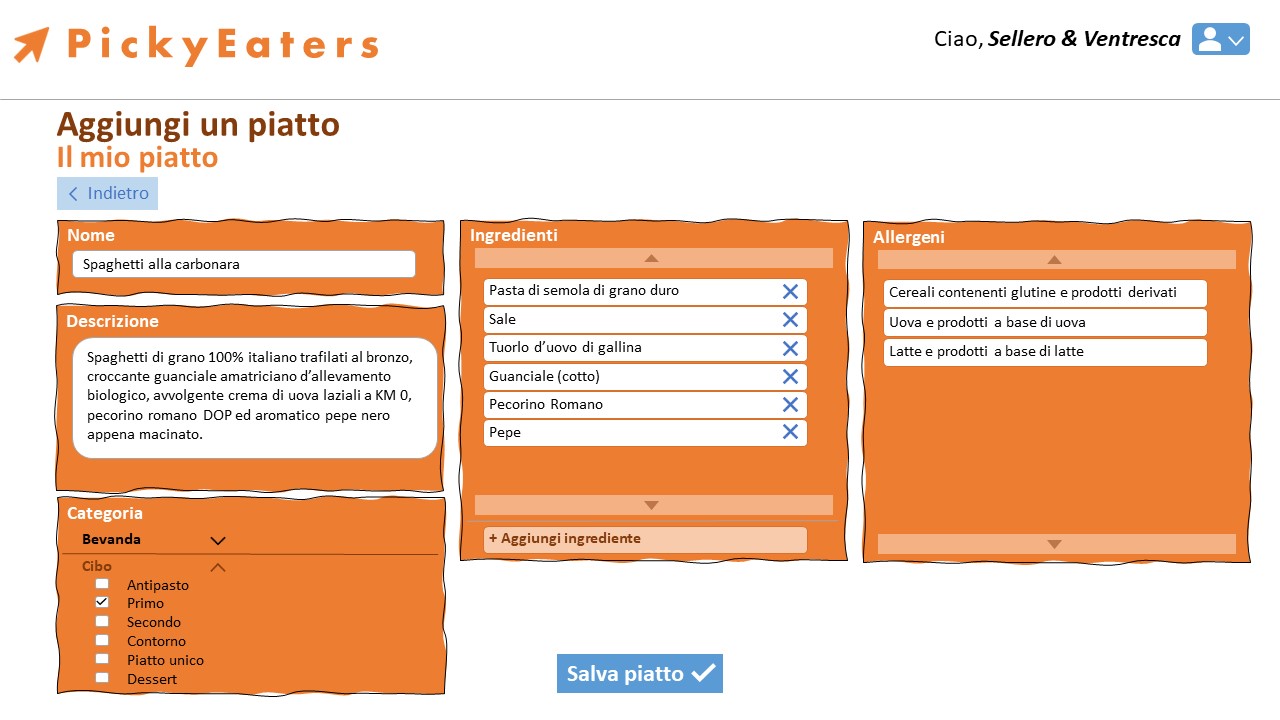 PickyEaters
Ciao, Sellero & Ventresca
Aggiungi un piatto
Il mio piatto
Indietro
Nome
Spaghetti alla carbonara
Descrizione
Spaghetti di grano 100% italiano trafilati al bronzo,
croccante guanciale amatriciano d’allevamento
biologico, avvolgente crema di uova laziali a KM 0,
pecorino romano DOP ed aromatico pepe nero
appena macinato.
Categoria
Bevanda
Cibo
Antipasto
Primo
Secondo
Contorno
Piatto unico
Dessert
Ingredienti
Pasta di semola di grano duro
Sale
Tuorlo d’uovo di gallina
Guanciale (cotto)
Pecorino Romano
Pepe
+ Aggiungi ingrediente
Allergeni
Cereali contenenti glutine e prodotti derivati
Uova e prodotti a base di uova
Latte e prodotti a base di latte
Salva piatto